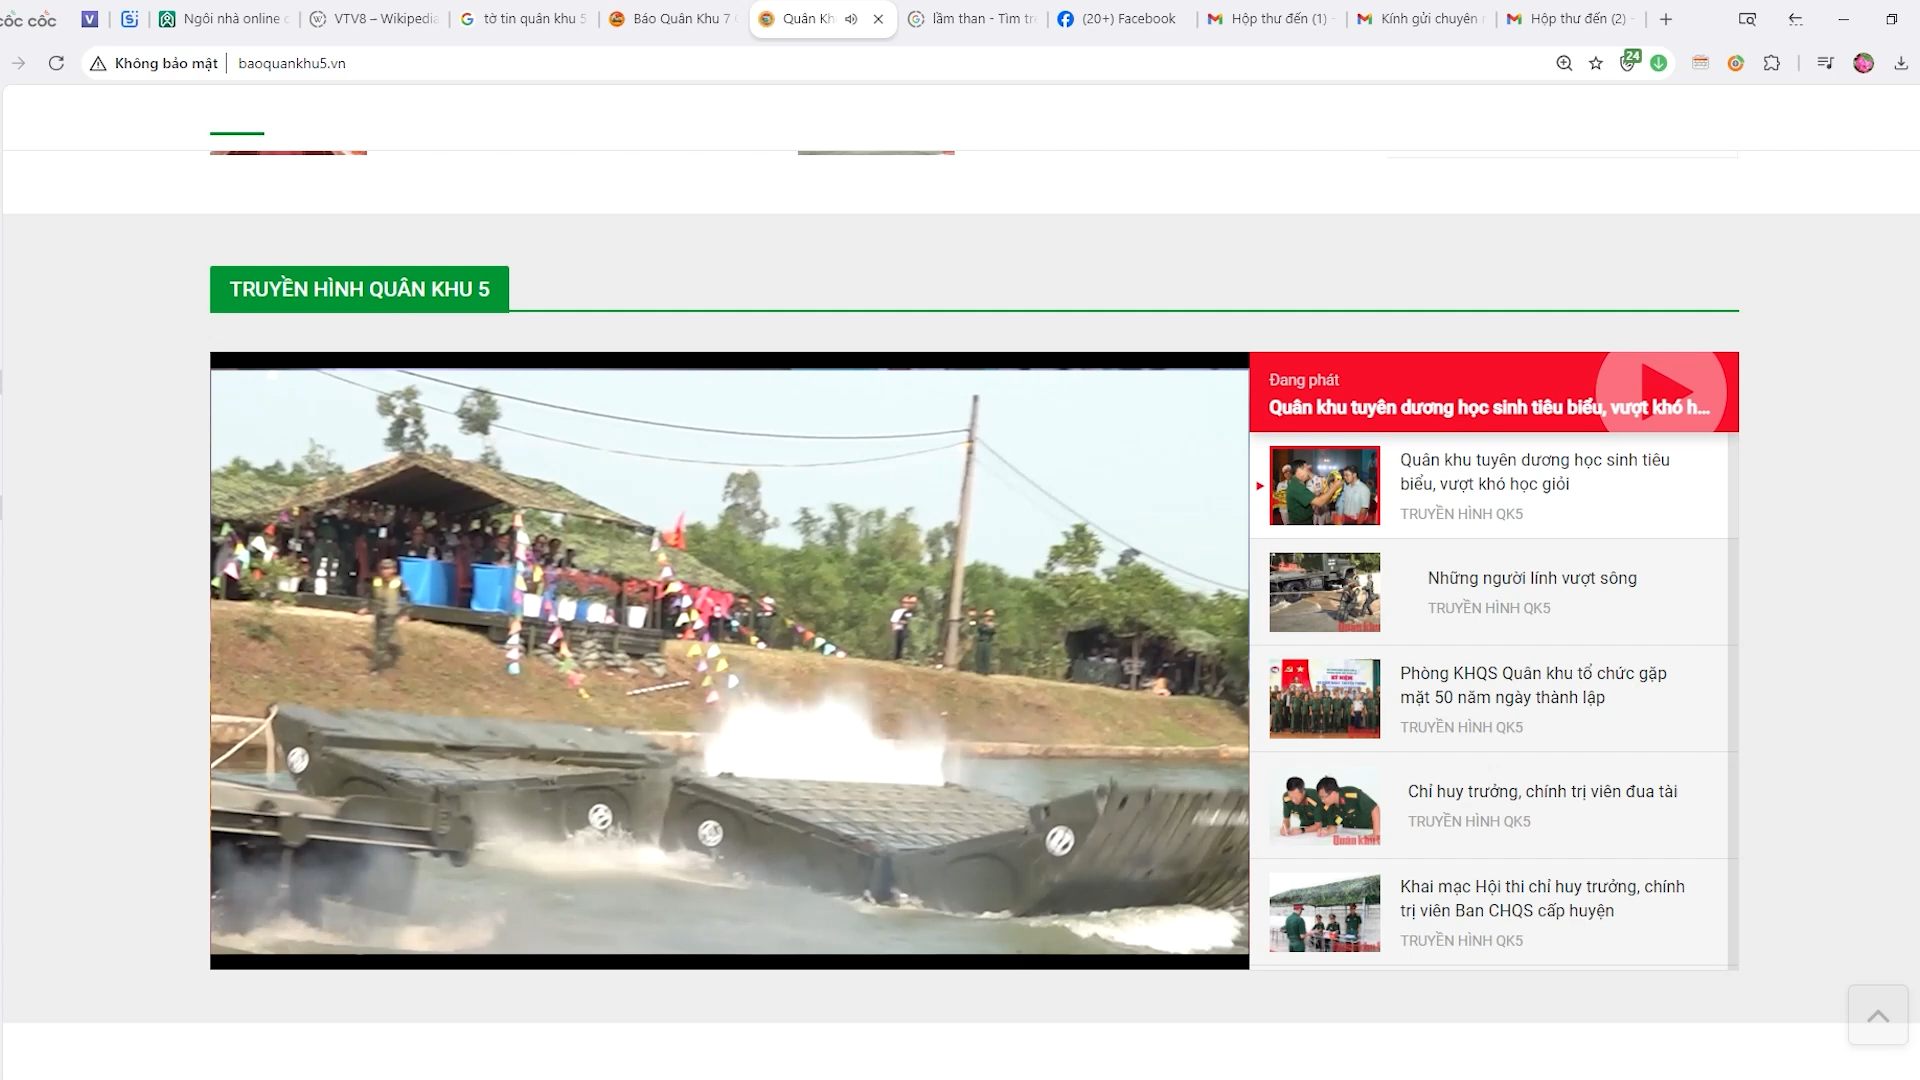 cốc cốc
Ngôi nhà online
VTV8 – Wikipedia
tờ tin quân khu 5
Báo Quân Khu 7
Quân Kh
lầm than - Tìm tr
(20+) Facebook
Hộp thư đến (1) -
Kính gửi chuyên
Hộp thư đến (2) -
Không bảo mật
baoquankhu5.vn
24
TRUYỀN HÌNH QUÂN KHU 5
Đang phát
Quân khu tuyên dương học sinh tiêu biểu, vượt khó h...
Quân khu tuyên dương học sinh tiêu
biểu, vượt khó học giỏi
TRUYỀN HÌNH QK5
Những người lính vượt sông
TRUYỀN HÌNH QK5
Phòng KHQS Quân khu tổ chức gặp
mặt 50 năm ngày thành lập
TRUYỀN HÌNH QK5
Chỉ huy trưởng, chính trị viên đua tài
TRUYỀN HÌNH QK5
Khai mạc Hội thi chỉ huy trưởng, chính
trị viên Ban CHQS cấp huyện
TRUYỀN HÌNH QK5